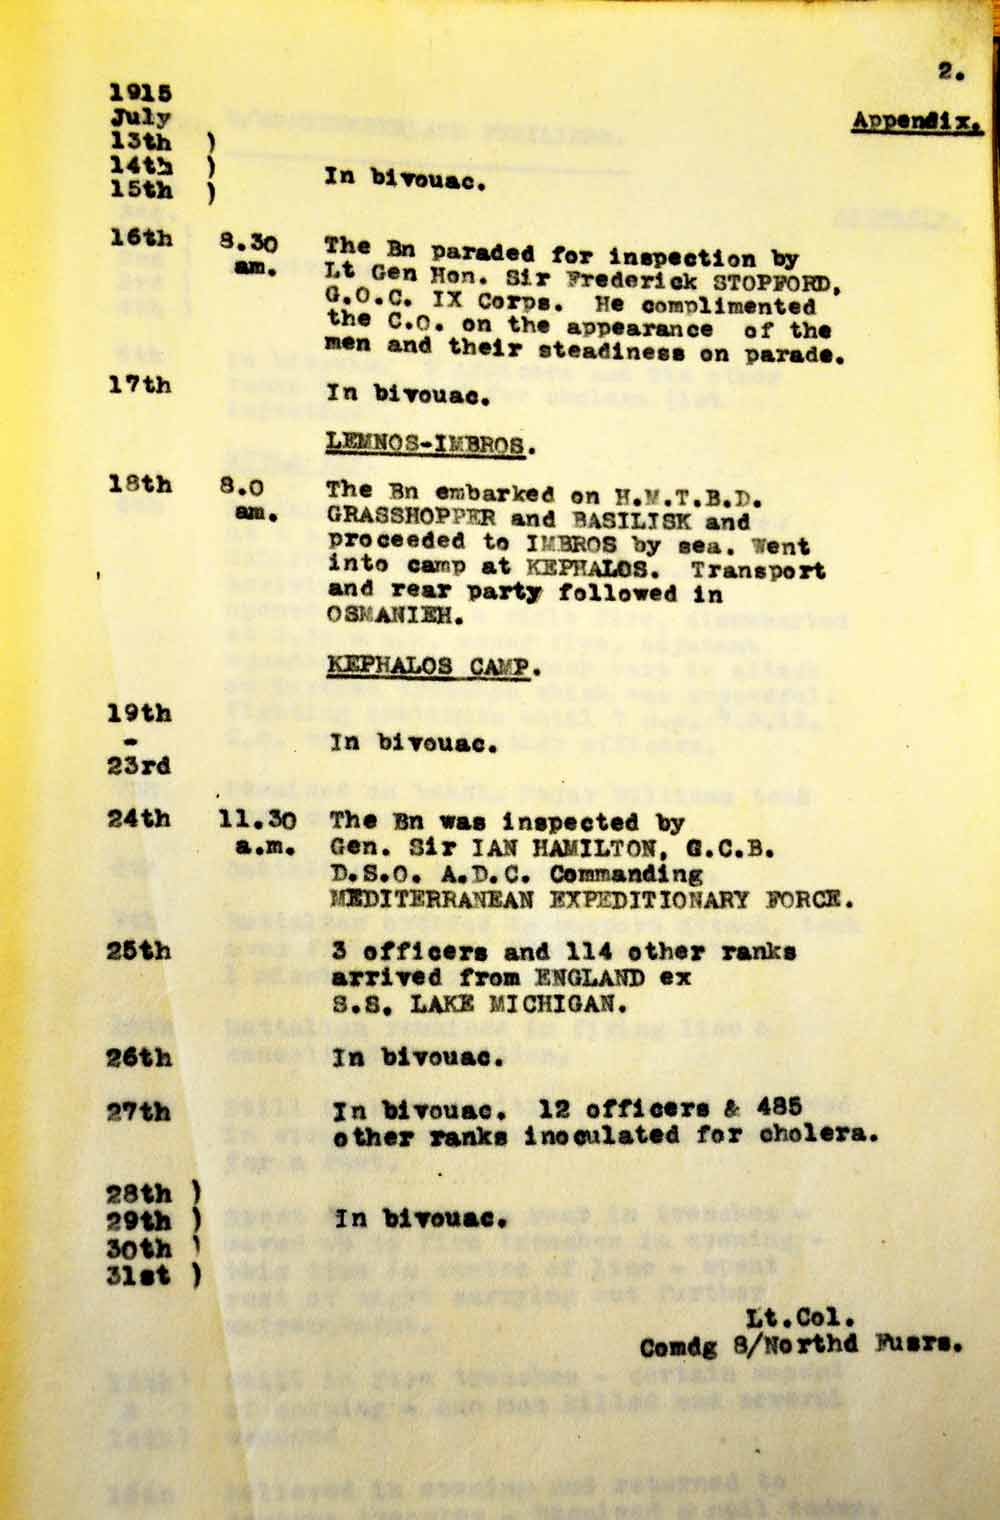 2.
Appendix.
1915
July
13th )
14th )
15th ) In bivouac.
16th 8.30 am. The Bn paraded for inspection by
Lt Gen Hon. Sir Frederick STOPFORD,
G.O.C. IX Corps. He complimented
the C.O. on the appearance of the
men and their steadiness on parade.
17th In bivouac.
LEMNOS-IMBROS.
18th 8.0 am. The Bn embarked on H.M.T.B.D.
GRASSHOPPER and BASILISK and
proceeded to IMBROS by sea. Went
into camp at KEPHALOS. Transport
and rear party followed in
OSMANIEH.
KEPHALOS CAMP.
19th
-
23rd In bivouac.
24th 11.30 a.m. The Bn was inspected by
Gen. Sir IAN HAMILTON, G.C.B.
D.S.O. A.D.C. Commanding
MEDITERRANEAN EXPEDITIONARY FORCE.
25th 3 officers and 114 other ranks
arrived from ENGLAND ex
S.S. LAKE MICHIGAN.
26th In bivouac.
27th In bivouac. 12 officers & 485
other ranks inoculated for cholera.
28th )
29th ) In bivouac.
30th )
31st )
Lt.Col.
Comdg 8/Northd Fusrs.